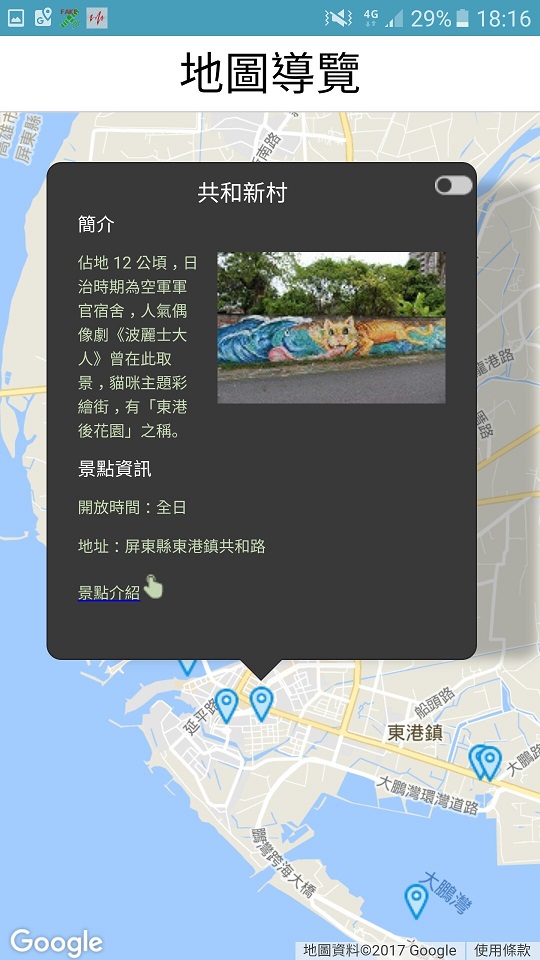 4G 29% 18:16
地圖導覽
共和新村
簡介
佔地 12 公頃，日
治時期為空軍軍
官宿舍，人氣偶
像劇《波麗士大
人》曾在此取
景，貓咪主題彩
繪街，有「東港
後花園」之稱。
景點資訊
開放時間：全日
地址：屏東縣東港鎮共和路
景點介紹
屏東縣
龍港路
延平路
船頭路
東港鎮
大鵬路
大鵬灣環灣道路
鵬灣跨海大橋
大鵬灣
Google
地圖資料©2017 Google
使用條款